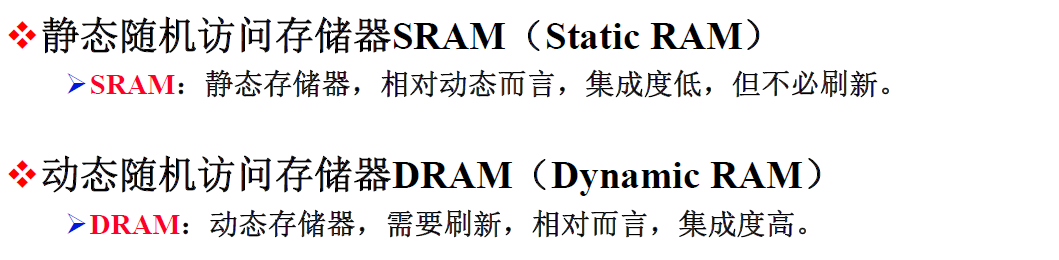 ❖静态随机访问存储器SRAM（Static RAM）
➢SRAM：静态存储器，相对动态而言，集成度低，但不必刷新。
❖动态随机访问存储器DRAM（Dynamic RAM）
➢DRAM：动态存储器，需要刷新，相对而言，集成度高。